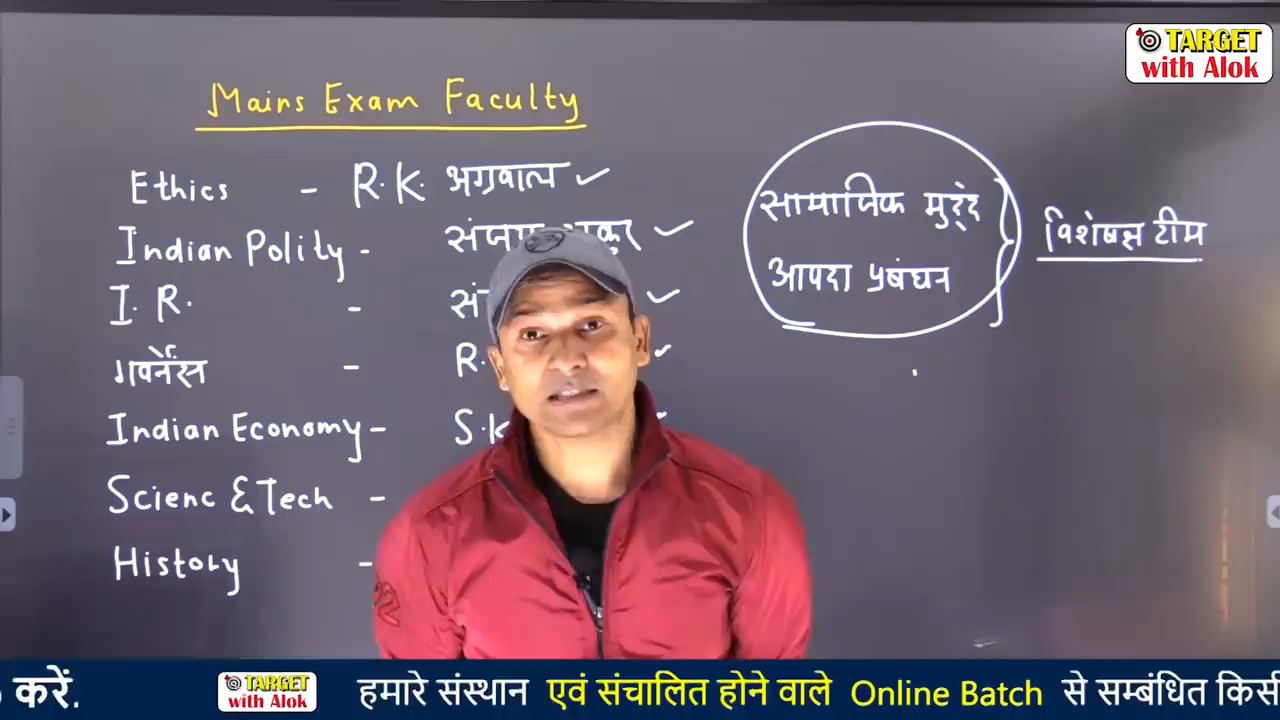 TARGET
with Alok
Mains Exam Faculty
Ethics - R.K. अग्रवाल ✓
Indian Polity - ✓
I.R. - ✓
गवर्नेंस - R. ✓
Indian Economy - S.K
Scienc & Tech -
History -
सामाजिक मुद्दे
आपदा प्रबंधन
विशेषज्ञ टीम
करें.
TARGET
with Alok
हमारे संस्थान एवं संचालित होने वाले Online Batch से सम्बंधित किसी